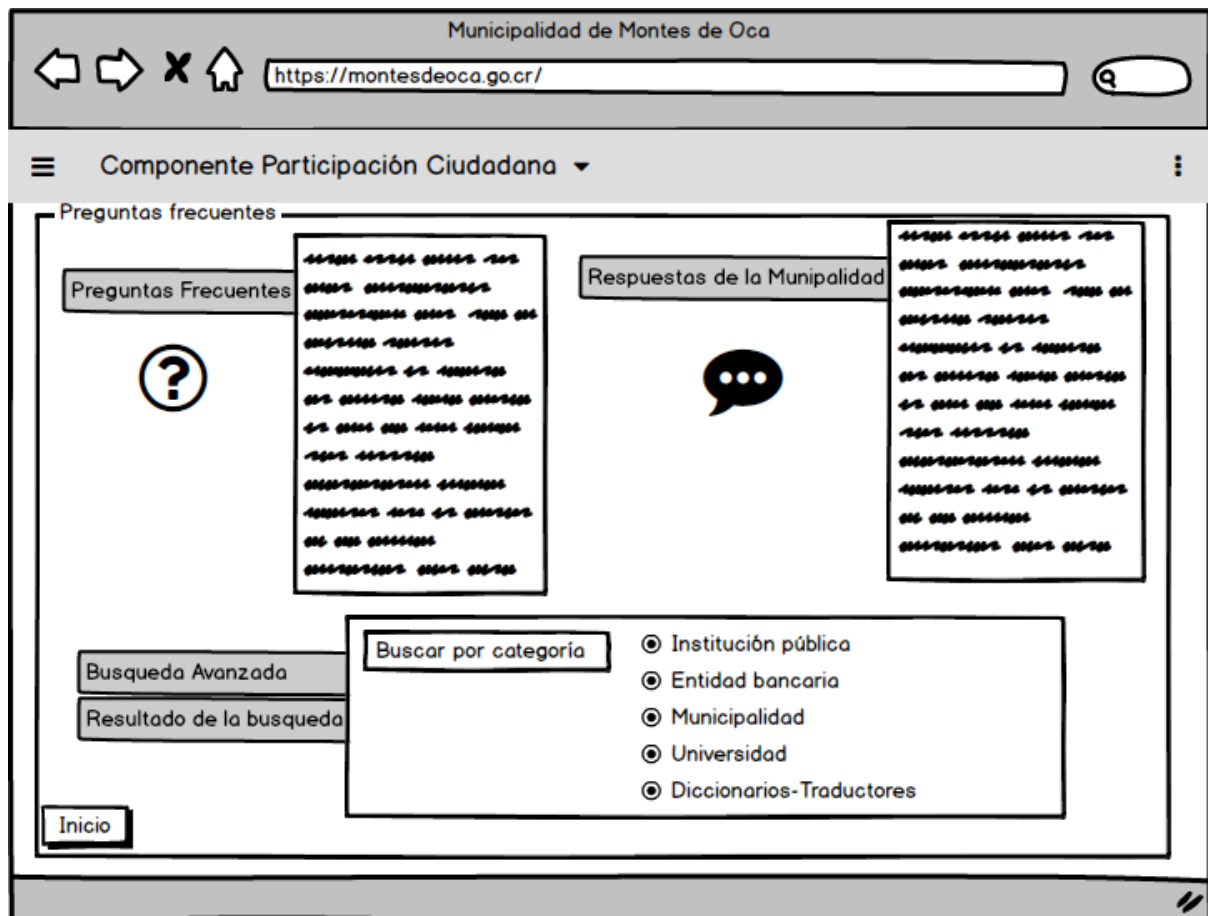 Municipalidad de Montes de Oca
https://montesdeoca.go.cr/
Componente Participación Ciudadana
Preguntas frecuentes
Preguntas Frecuentes
Respuestas de la Munipalidad
Buscar por categoría
Institución pública
Entidad bancaria
Municipalidad
Universidad
Diccionarios-Traductores
Busqueda Avanzada
Resultado de la busqueda
Inicio